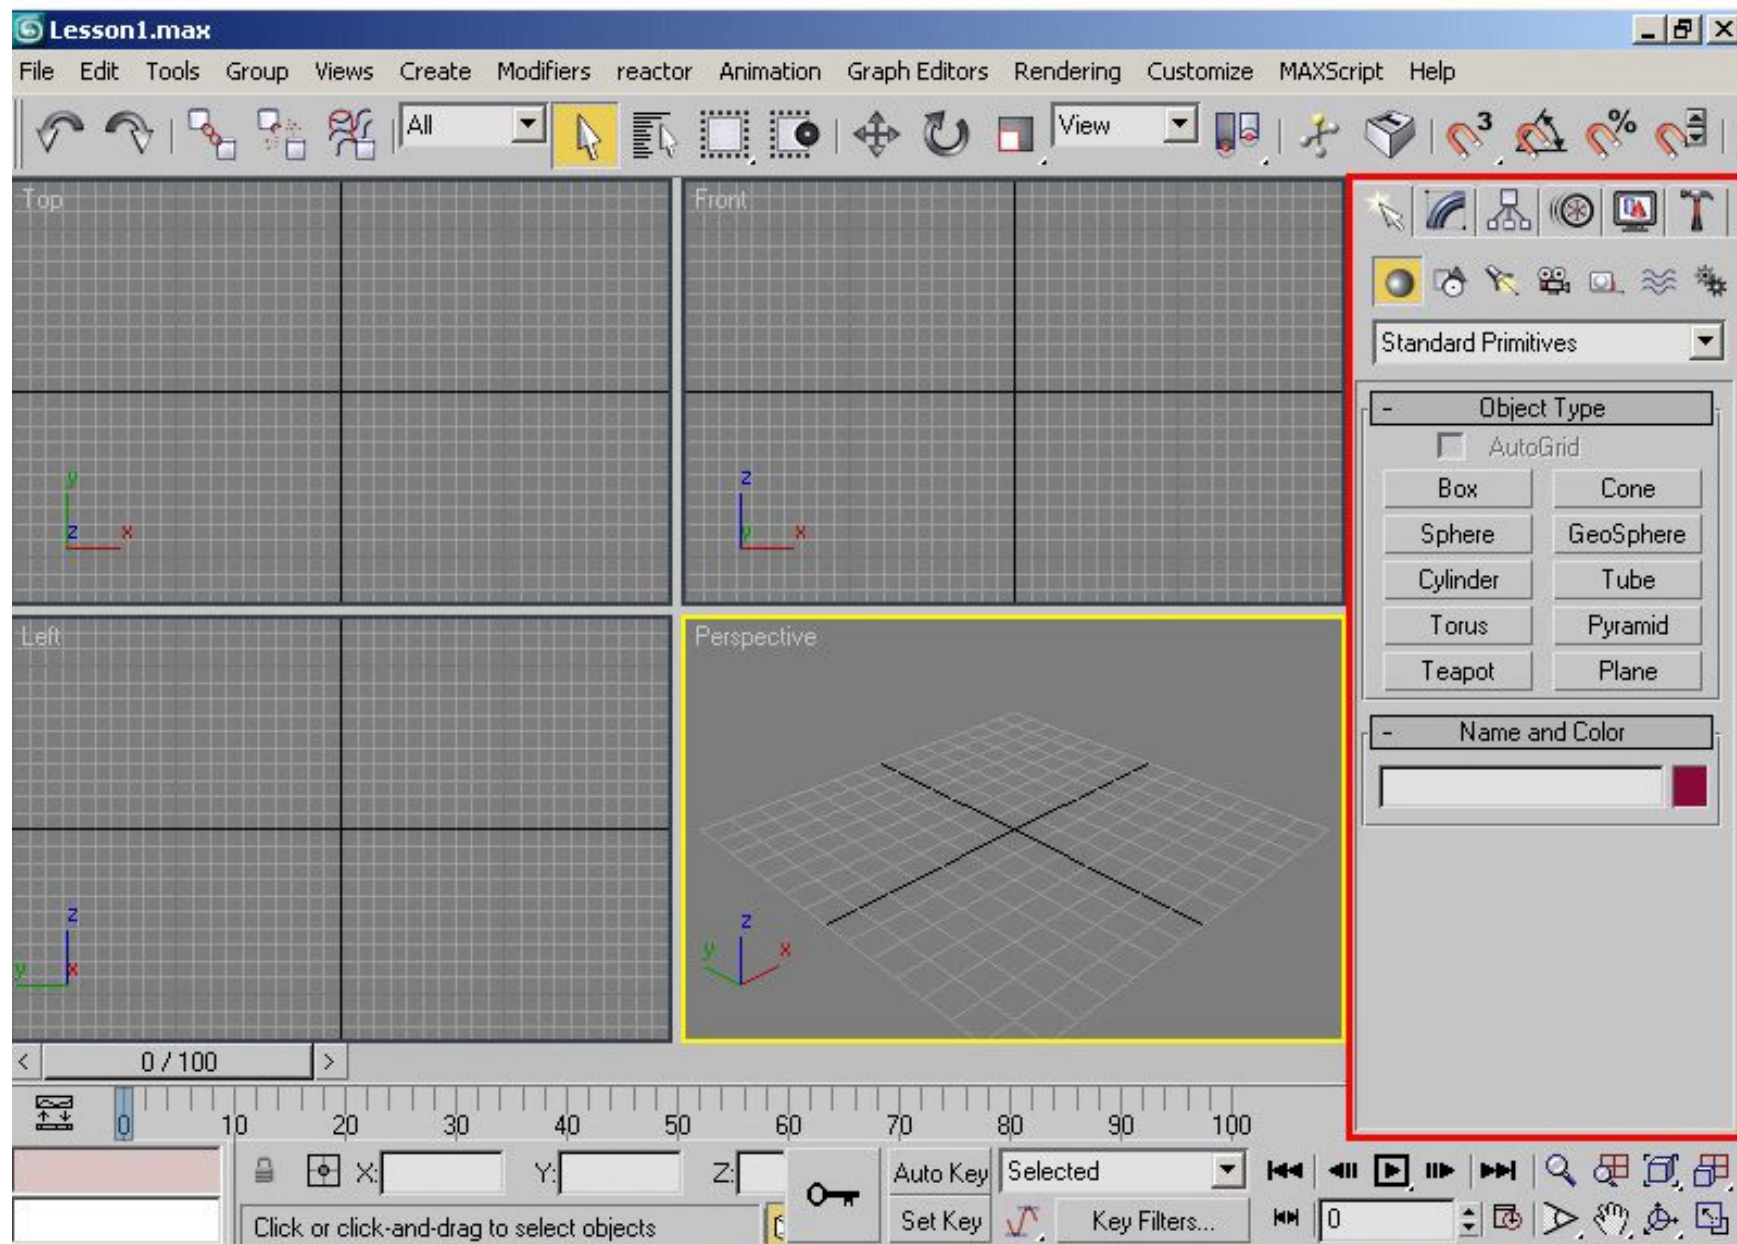 Lesson1.max
File Edit Tools Group Views Create Modifiers reactor Animation Graph Editors Rendering Customize MAXScript Help
All
View
3
%
Top
Front
Standard Primitives
- Object Type
AutoGrid
Box Cone
Sphere GeoSphere
Cylinder Tube
Torus Pyramid
Teapot Plane
- Name and Color
y
z x
z
y x
Left
Perspective
z
y x
z
y x
< 0 / 100 >
0 10 20 30 40 50 60 70 80 90 100
X: Y: Z: Auto Key Selected
Click or click-and-drag to select objects Set Key Key Filters... 0